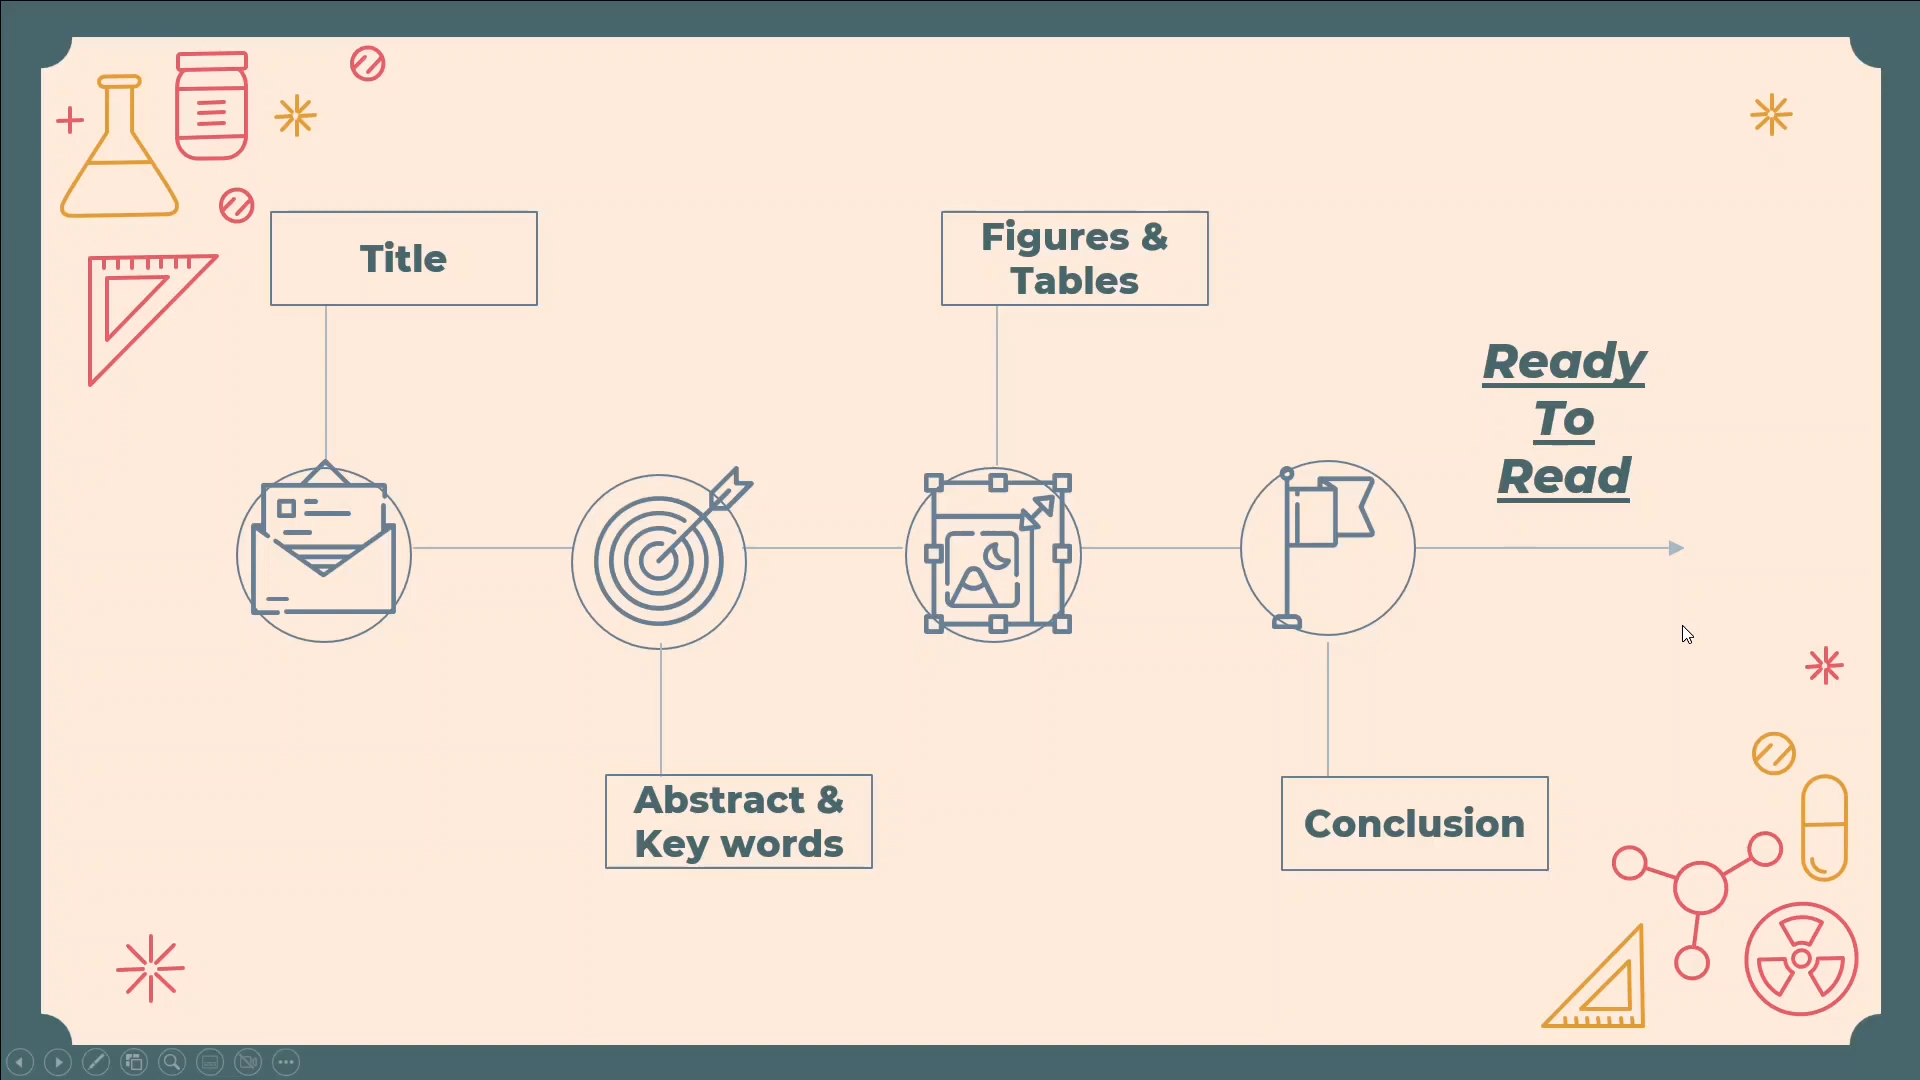 Title
Figures &
Tables
Ready
To
Read
Abstract &
Key words
Conclusion